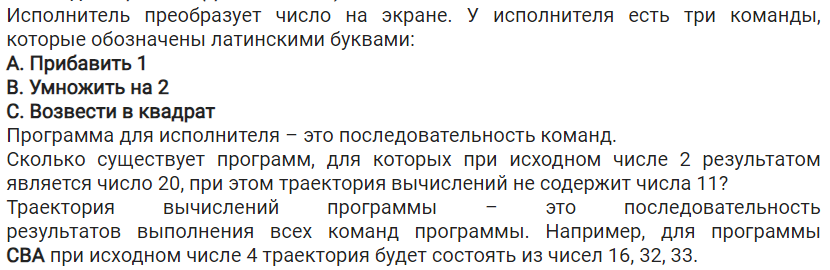 Исполнитель преобразует число на экране. У исполнителя есть три команды,
которые обозначены латинскими буквами:
A. Прибавить 1
B. Умножить на 2
C. Возвести в квадрат
Программа для исполнителя – это последовательность команд.
Сколько существует программ, для которых при исходном числе 2 результатом
является число 20, при этом траектория вычислений не содержит числа 11?
Траектория вычислений программы – это последовательность
результатов выполнения всех команд программы. Например, для программы
CBA при исходном числе 4 траектория будет состоять из чисел 16, 32, 33.